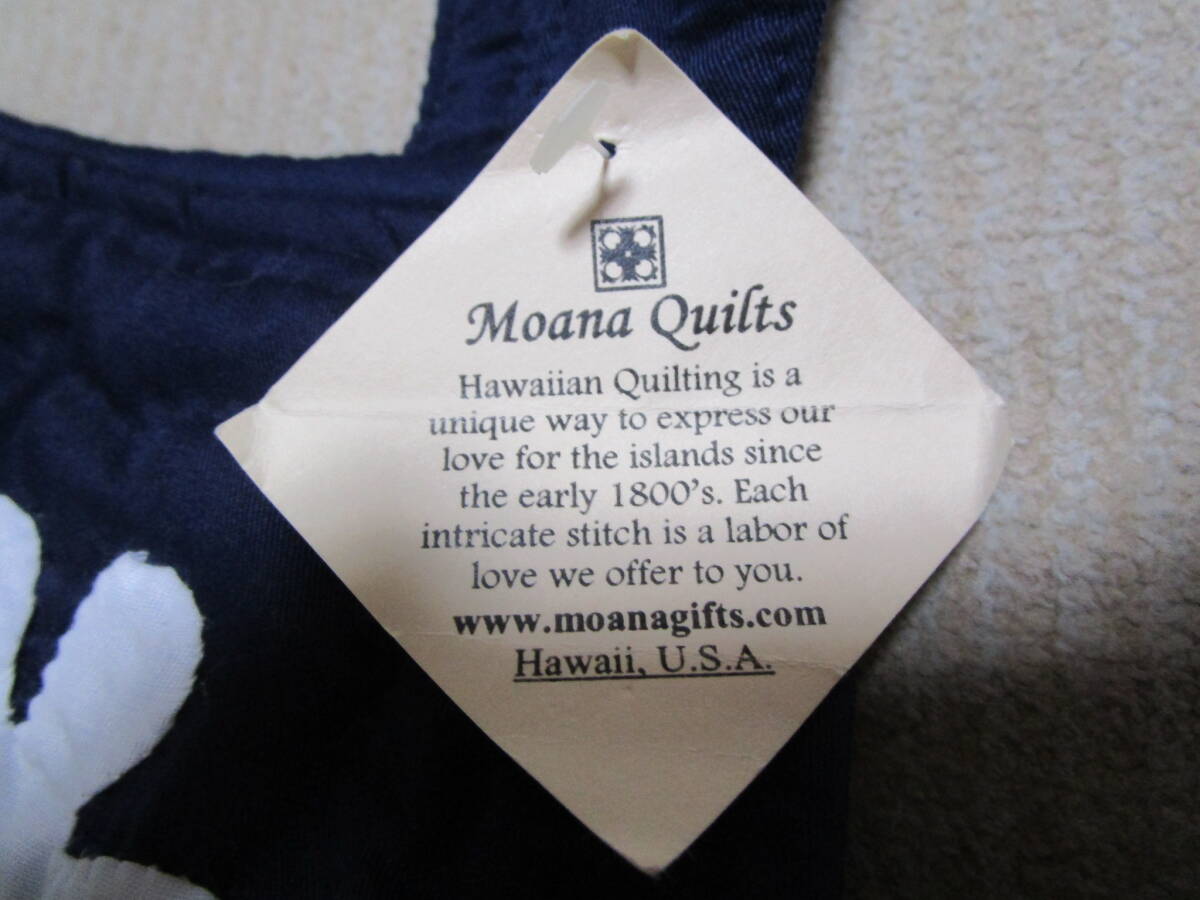 Moana Quilts
Hawaiian Quilting is a
unique way to express our
love for the islands since
the early 1800's. Each
intricate stitch is a labor of
love we offer to you.
www.moanagifts.com
Hawaii, U.S.A.